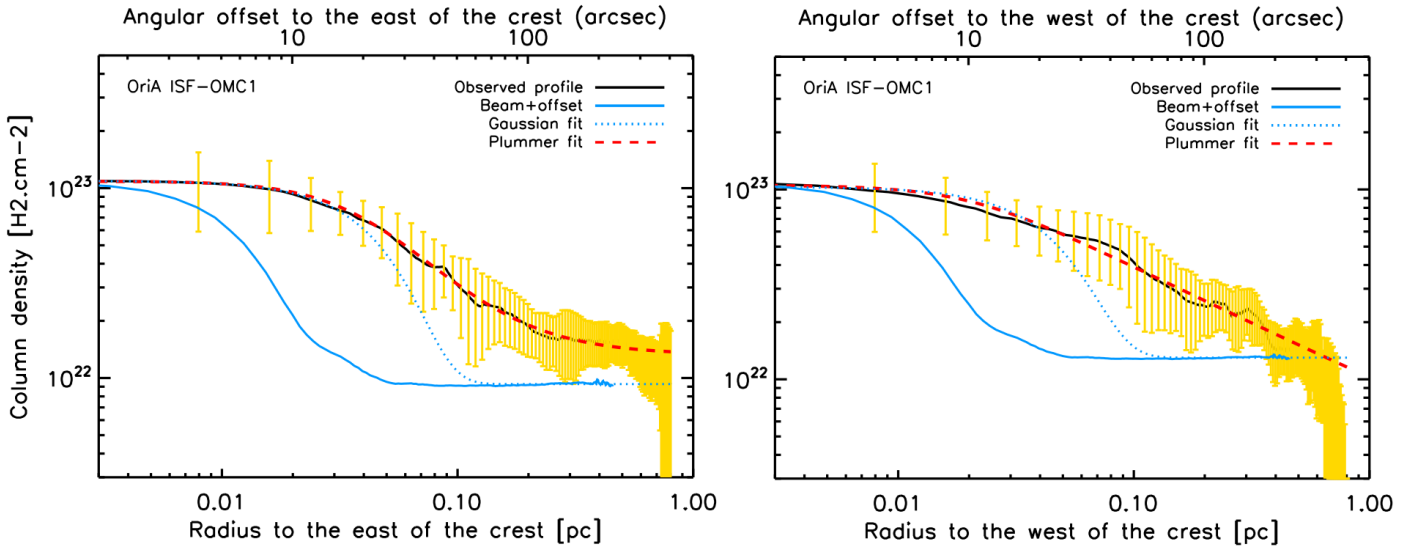 Angular offset to the east of the crest (arcsec)
10 100
OriA ISF-OMC1
Observed profile
Beam+offset
Gaussian fit
Plummer fit
Column density [H2.cm-2]
10^23
10^22
0.01 0.10 1.00
Radius to the east of the crest [pc]
Angular offset to the west of the crest (arcsec)
10 100
OriA ISF-OMC1
Observed profile
Beam+offset
Gaussian fit
Plummer fit
10^23
10^22
0.01 0.10 1.00
Radius to the west of the crest [pc]